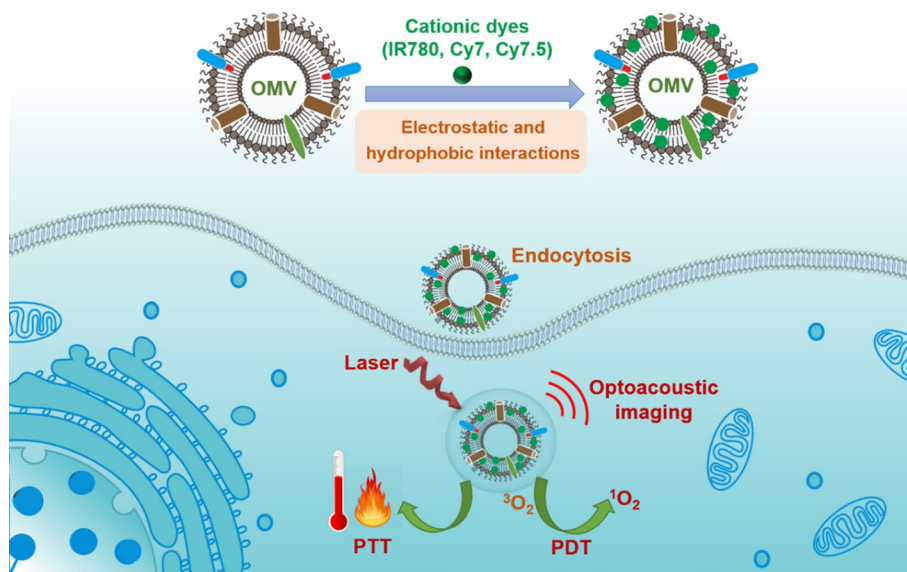 Cationic dyes
(IR780, Cy7, Cy7.5)
OMV
OMV
Electrostatic and
hydrophobic interactions
Endocytosis
Laser
Optoacoustic
imaging
³O₂
¹O₂
PTT
PDT